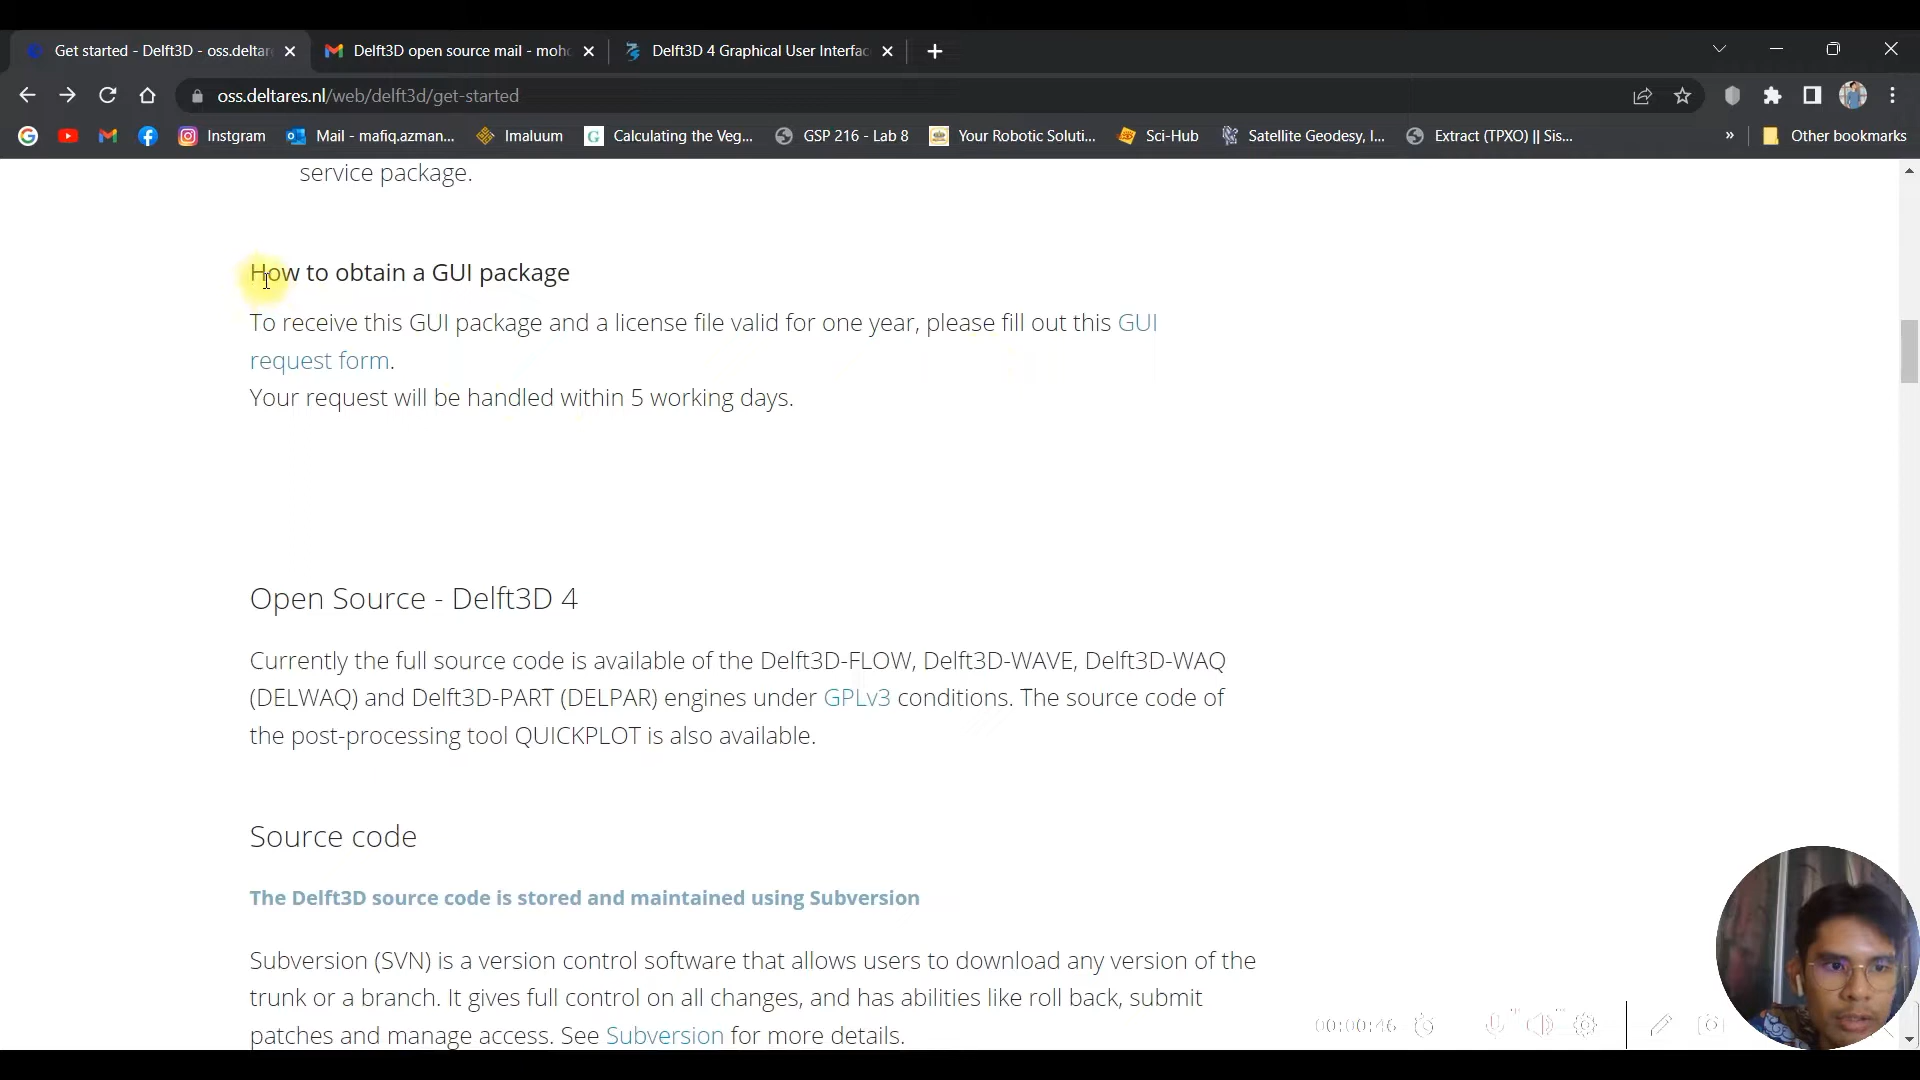 Get started - Delft3D - oss.deltar
Delft3D open source mail - moh
Delft3D 4 Graphical User Interfac
oss.deltares.nl/web/delft3d/get-started
Instgram
Mail - mafiq.azman...
Imaluum
Calculating the Veg...
GSP 216 - Lab 8
Your Robotic Soluti...
Sci-Hub
Satellite Geodesy, I...
Extract (TPXO) || Sis...
»
Other bookmarks
service package.
How to obtain a GUI package
To receive this GUI package and a license file valid for one year, please fill out this GUI
request form.
Your request will be handled within 5 working days.
Open Source - Delft3D 4
Currently the full source code is available of the Delft3D-FLOW, Delft3D-WAVE, Delft3D-WAQ
(DELWAQ) and Delft3D-PART (DELPAR) engines under GPLv3 conditions. The source code of
the post-processing tool QUICKPLOT is also available.
Source code
The Delft3D source code is stored and maintained using Subversion
Subversion (SVN) is a version control software that allows users to download any version of the
trunk or a branch. It gives full control on all changes, and has abilities like roll back, submit
patches and manage access. See Subversion for more details.
00:00:46